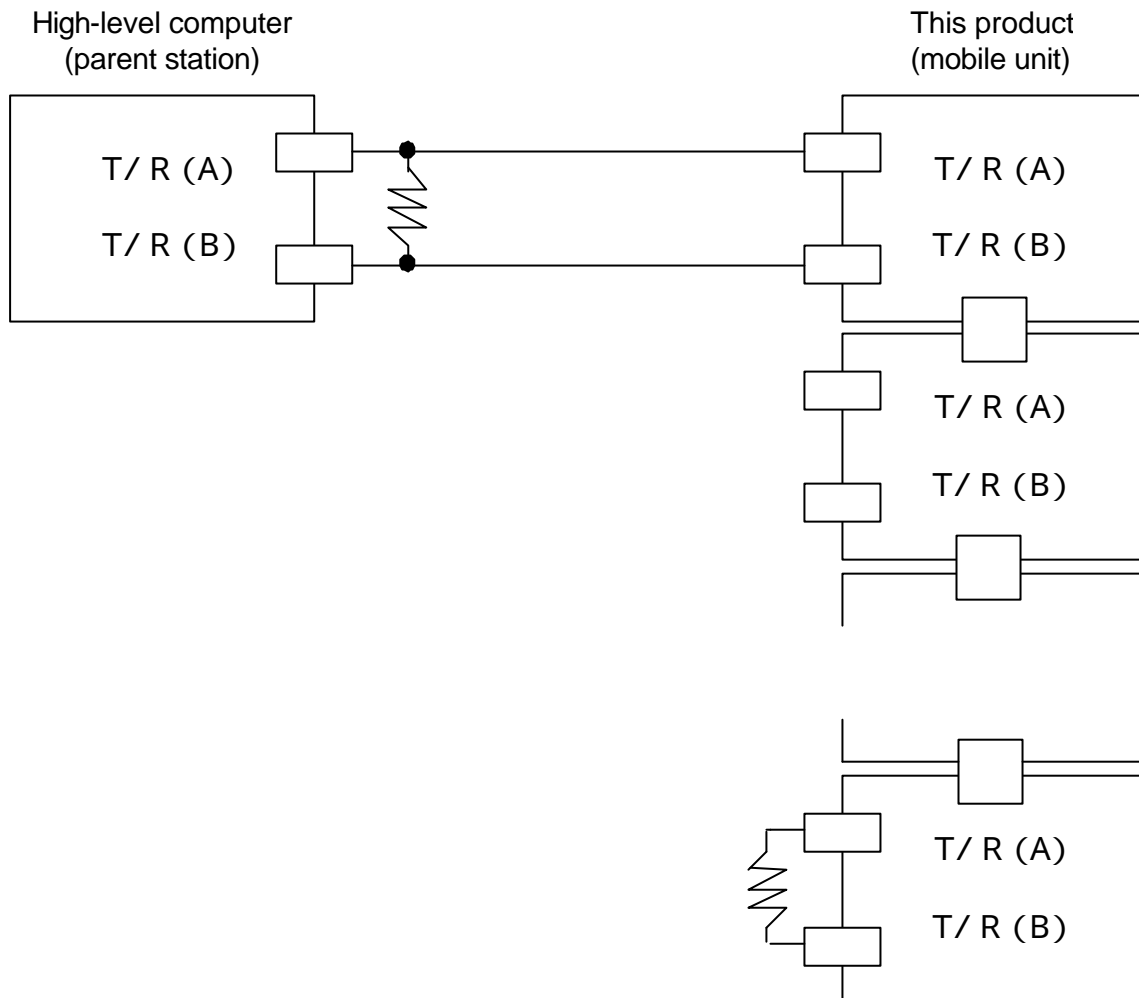 High-level computer
(parent station)
This product
(mobile unit)
T/ R (A)
T/ R (B)
T/ R (A)
T/ R (B)
T/ R (A)
T/ R (B)
T/ R (A)
T/ R (B)